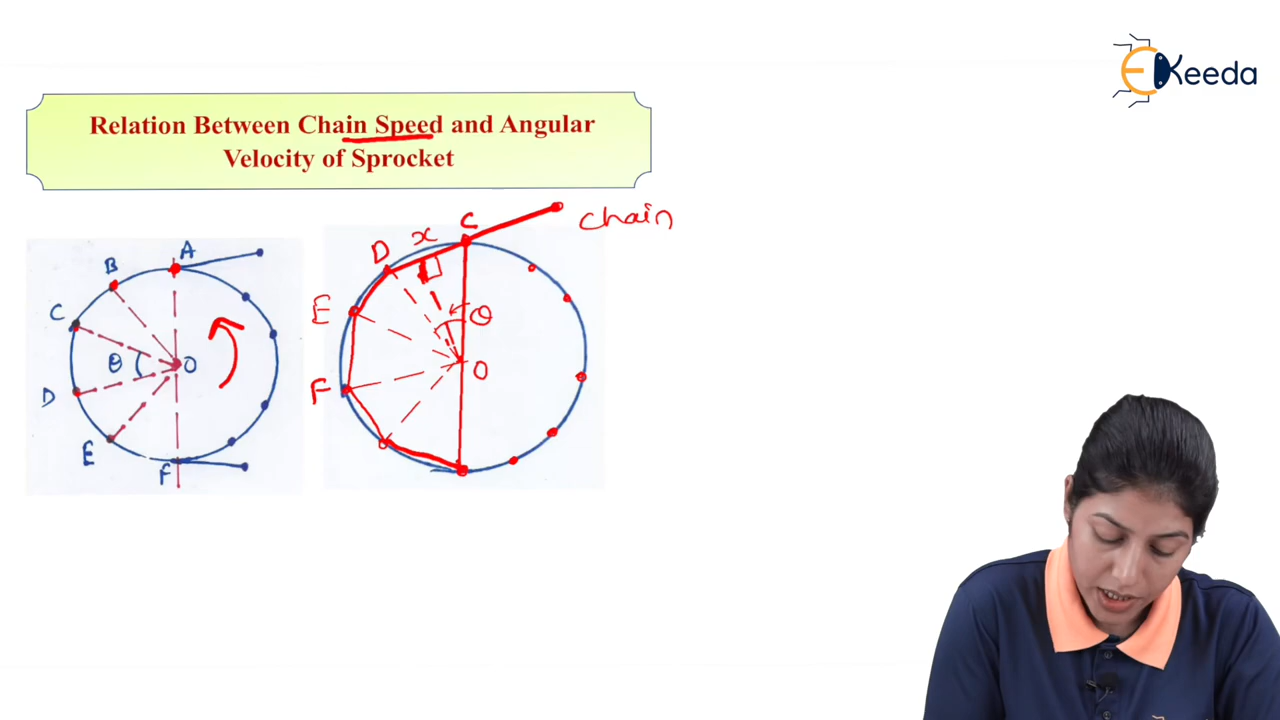 Keeda
Relation Between Chain Speed and Angular
Velocity of Sprocket
A
B
C
θ
O
D
E
F
C
chain
D
x
E
θ
O
F